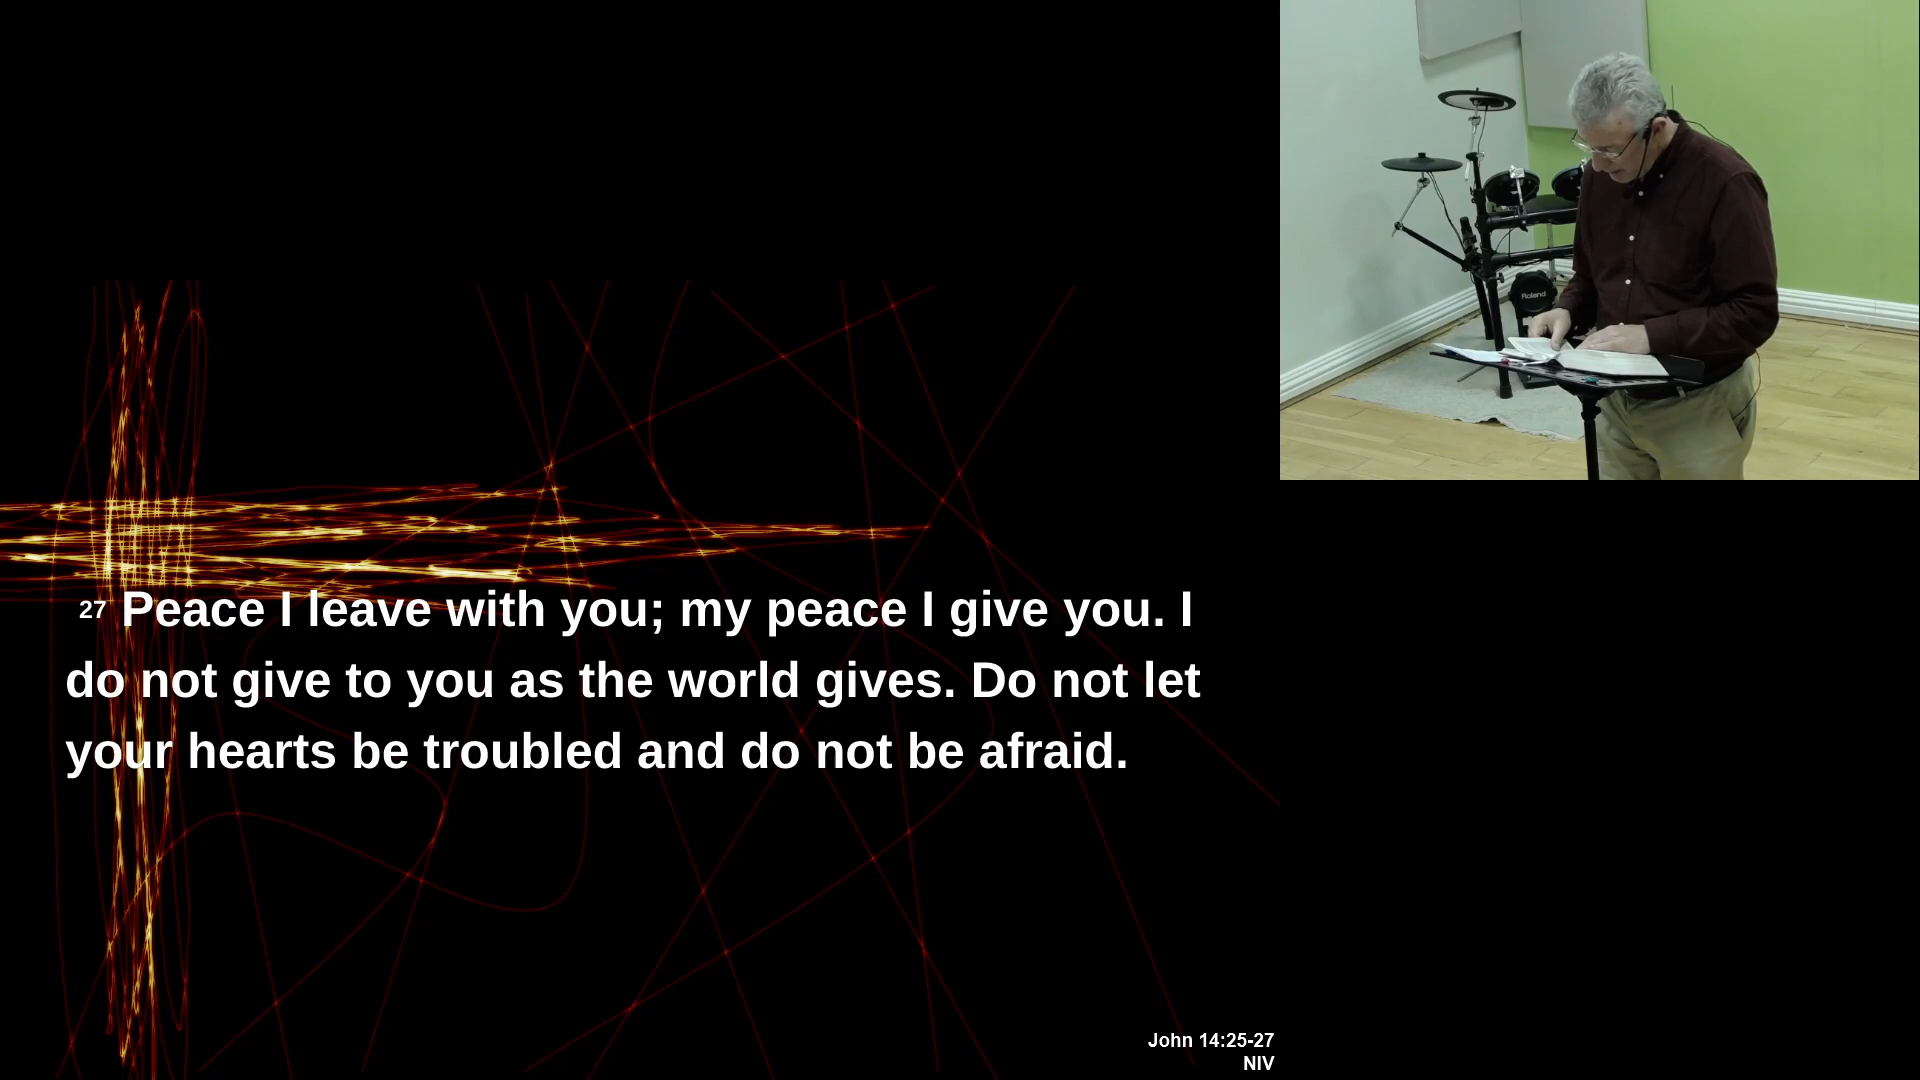 27 Peace I leave with you; my peace I give you. I
do not give to you as the world gives. Do not let
your hearts be troubled and do not be afraid.
John 14:25-27
NIV
Roland